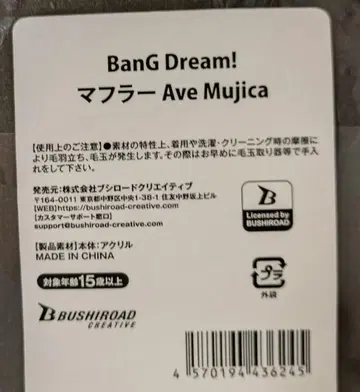 BanG Dream!
マフラー Ave Mujica
【使用上のご注意】●素材の特性上、着用や洗濯・クリーニング時の摩擦に
より毛羽立ち、毛玉が発生します。その際はお早めに毛玉取り器等で手入
れをして下さい。
発売元:株式会社ブシロードクリエイティブ
〒164-0011 東京都中野区中央1-38-1 住友中野坂上ビル
[WEB]https://bushiroad-creative.com
[カスタマーサポート窓口]
support@bushiroad-creative.com
B
Licensed by
BUSHIROAD
【製品素材】本体:アクリル
MADE IN CHINA
対象年齢15歳以上
プラ
外袋
BUSHIROAD
CREATIVE
4 570194 436245